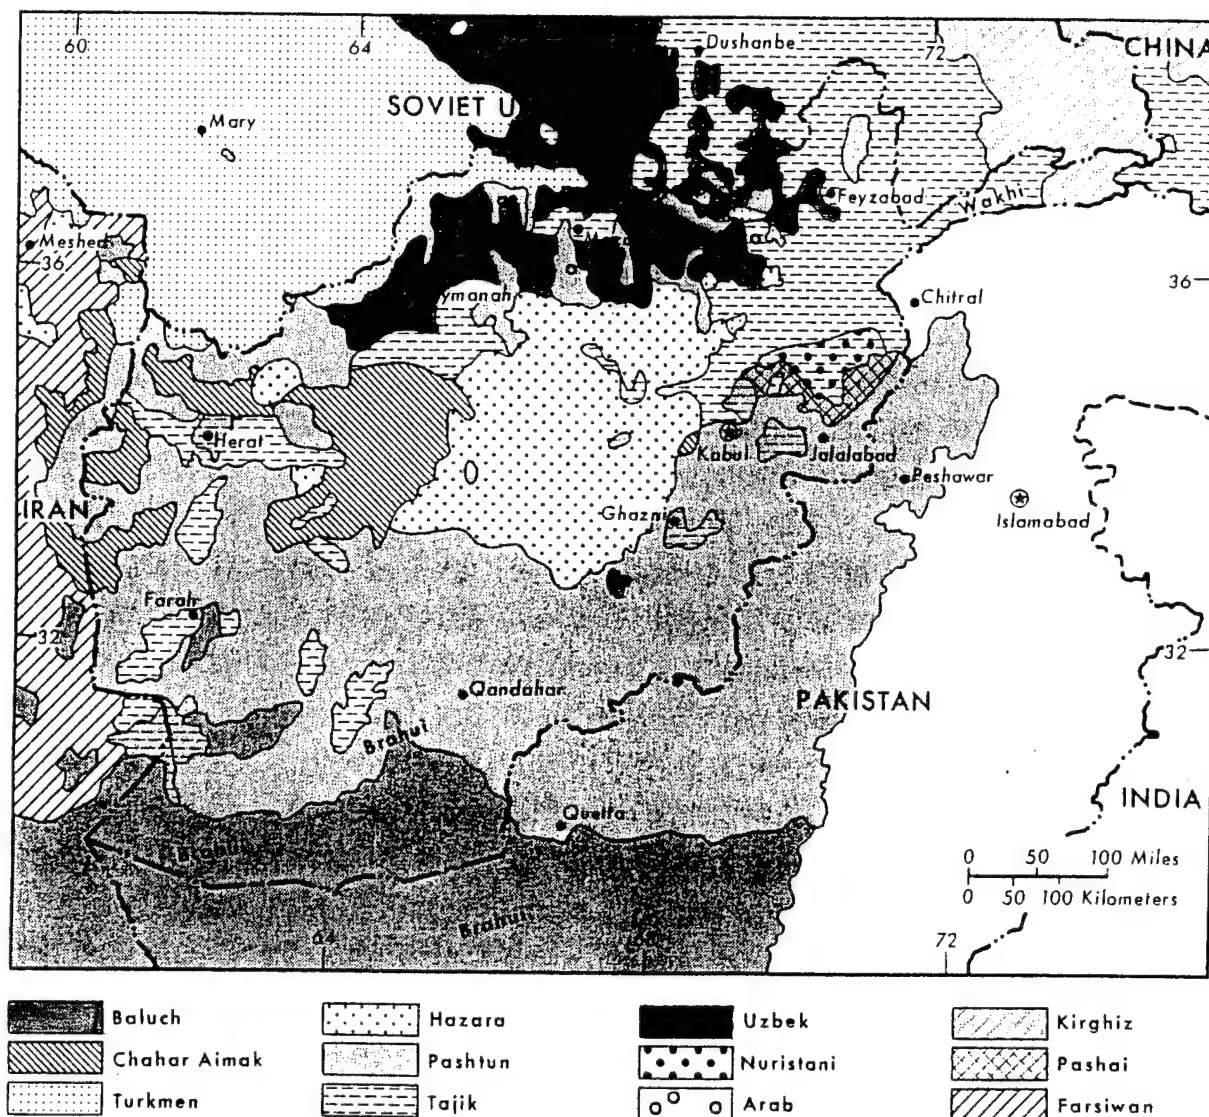 60
64
72
Dushanbe
CHINA
SOVIET U
Mary
Feyzabad
Wakhi
Meshed
36
36
ymanah
Chitral
Herat
Kabul
Jalalabad
Peshawar
IRAN
Ghazni
Islamabad
Farah
32
32
Qandahar
PAKISTAN
Brahui
Quetta
INDIA
Brahui
0 50 100 Miles
0 50 100 Kilometers
Brahui
64
68
72
Baluch Hazara Uzbek Kirghiz
Chahar Aimak Pashtun Nuristani Pashai
Turkmen Tajik Arab Farsiwan